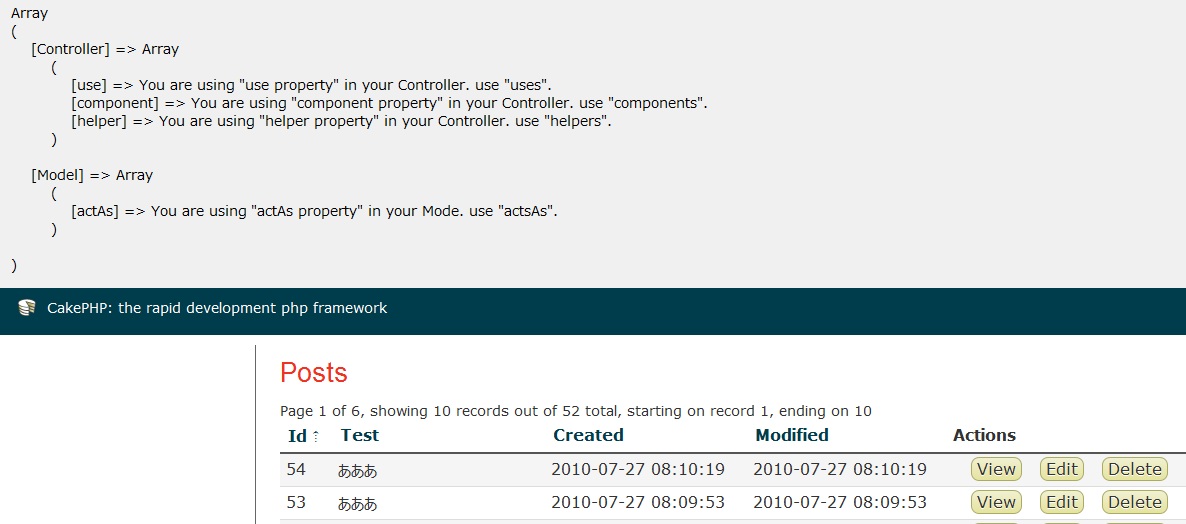 Array
(
[Controller] => Array
(
[use] => You are using "use property" in your Controller. use "uses".
[component] => You are using "component property" in your Controller. use "components".
[helper] => You are using "helper property" in your Controller. use "helpers".
)
[Model] => Array
(
[actAs] => You are using "actAs property" in your Mode. use "actsAs".
)
)
CakePHP: the rapid development php framework
Posts
Page 1 of 6, showing 10 records out of 52 total, starting on record 1, ending on 10
Id ↑ Test Created Modified Actions
54 あああ 2010-07-27 08:10:19 2010-07-27 08:10:19 View Edit Delete
53 あああ 2010-07-27 08:09:53 2010-07-27 08:09:53 View Edit Delete